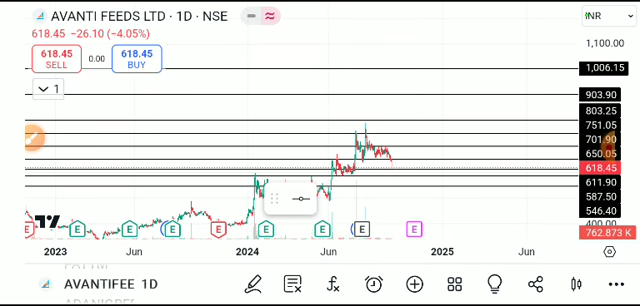 AVANTI FEEDS LTD · 1D · NSE
618.45 −26.10 (−4.05%)
618.45
SELL
0.00
618.45
BUY
1
INR
1,100.00
1,006.15
903.90
803.25
751.05
701.90
650.05
618.45
611.90
587.50
546.40
400.00
762.873 K
E E E E E E E E E
2023 Jun 2024 Jun 2025 Jun
AVANTIFEE 1D